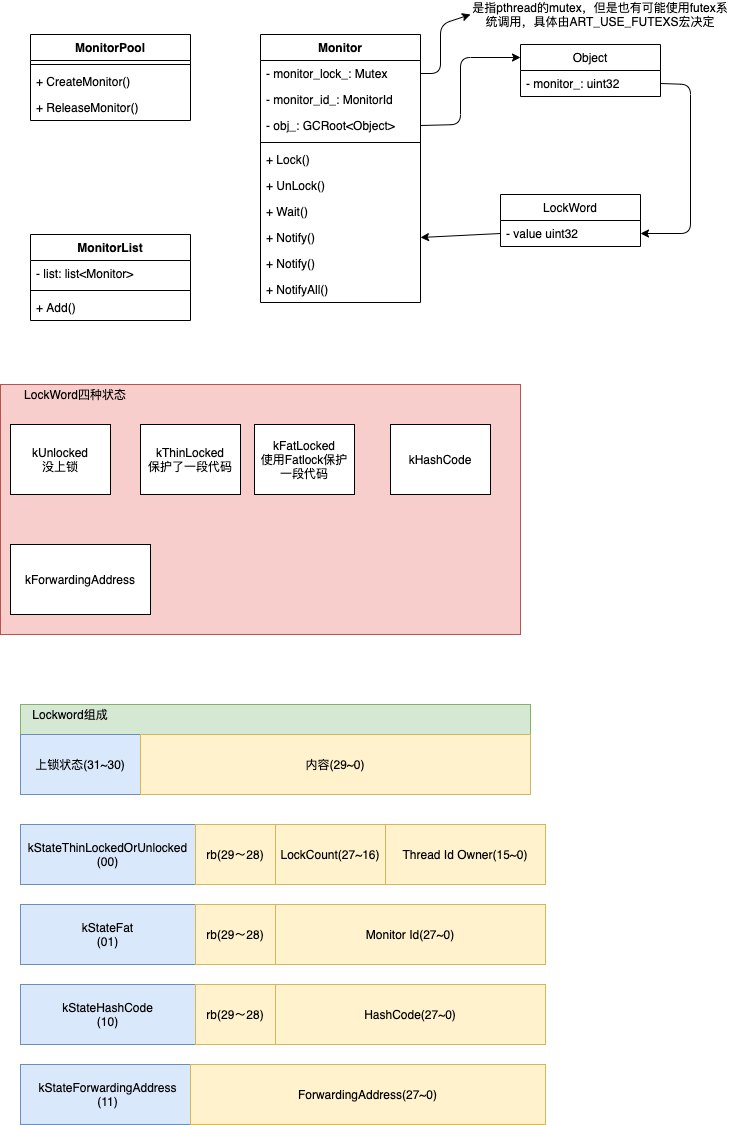 是指pthread的mutex，但是也有可能使用futex系
统调用，具体由ART_USE_FUTEXS宏决定
MonitorPool
+ CreateMonitor()
+ ReleaseMonitor()
Monitor
- monitor_lock_: Mutex
- monitor_id_: MonitorId
- obj_: GCRoot<Object>
+ Lock()
+ UnLock()
+ Wait()
+ Notify()
+ Notify()
+ NotifyAll()
Object
- monitor_: uint32
LockWord
- value uint32
MonitorList
- list: list<Monitor>
+ Add()
LockWord四种状态
kUnlocked
没上锁
kThinLocked
保护了一段代码
kFatLocked
使用Fatlock保护
一段代码
kHashCode
kForwardingAddress
Lockword组成
上锁状态(31~30)
内容(29~0)
kStateThinLockedOrUnlocked
(00)
rb(29～28)
LockCount(27~16)
Thread Id Owner(15~0)
kStateFat
(01)
rb(29～28)
Monitor Id(27~0)
kStateHashCode
(10)
rb(29～28)
HashCode(27~0)
kStateForwardingAddress
(11)
ForwardingAddress(27~0)